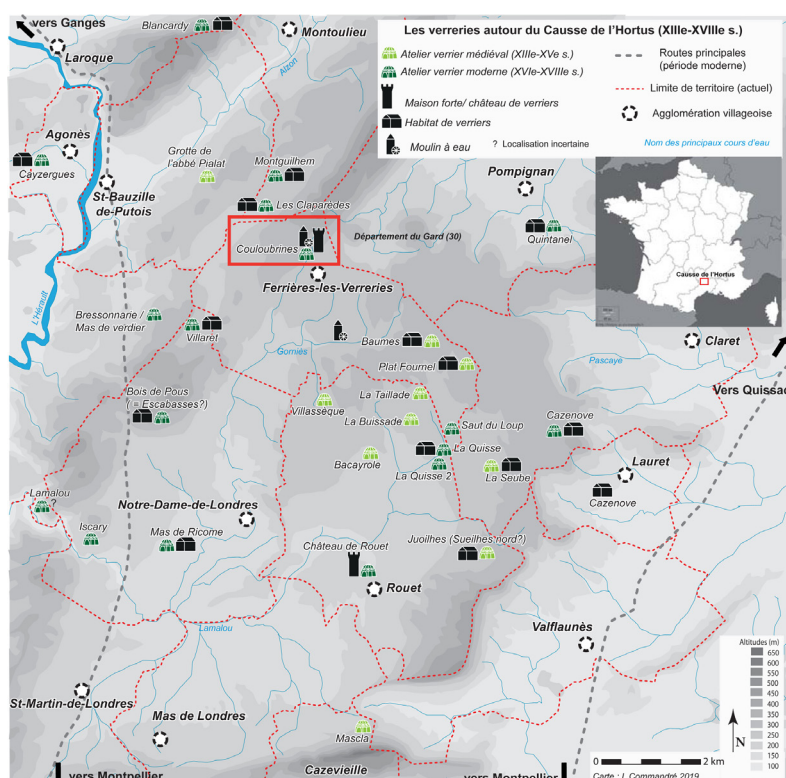 vers Ganges
Blancardy
Montoulieu
Laroque
Alzon
Les verreries autour du Causse de l'Hortus (XIIIe-XVIIIe s.)
Atelier verrier médiéval (XIIIe-XVe s.)
Atelier verrier moderne (XVIe-XVIIIe s.)
Maison forte/ château de verriers
Habitat de verriers
Moulin à eau
? Localisation incertaine
Routes principales
(période moderne)
Limite de territoire (actuel)
Agglomération villageoise
Nom des principaux cours d'eau
Agonès
Cayzergues
Grotte de
l'abbé Pialat
Montguilhem
St-Bauzille
de-Putois
Les Claparèdes
Pompignan
Quintanel
Département du Gard (30)
Couloubrines
Ferrières-les-Verreries
Causse de l'Hortus
L'Hérault
Bressonnarie /
Mas de verdier
Villaret
Gorniès
Baumes
Plat Fournel
Claret
Pascaye
Vers Quissac
Bois de Pous
( = Escabasses?)
Villassèque
La Taillade
La Buissade
Saut du Loup
Cazenove
La Quisse
Bacayrole
La Quisse 2
La Seube
Lauret
Cazenove
Lamalou
?
Notre-Dame-de-Londres
Iscary
Mas de Ricome
Juoilhes (Sueilhes nord?)
Château de Rouet
Rouet
Lamalou
Valflaunès
St-Martin-de-Londres
Mas de Londres
Mascla
Cazevieille
vers Montpellier
vers Montpellier
Altitudes (m)
650
600
550
500
450
400
350
300
250
200
150
100
N
0
2 km
Carte : I. Commandré 2019